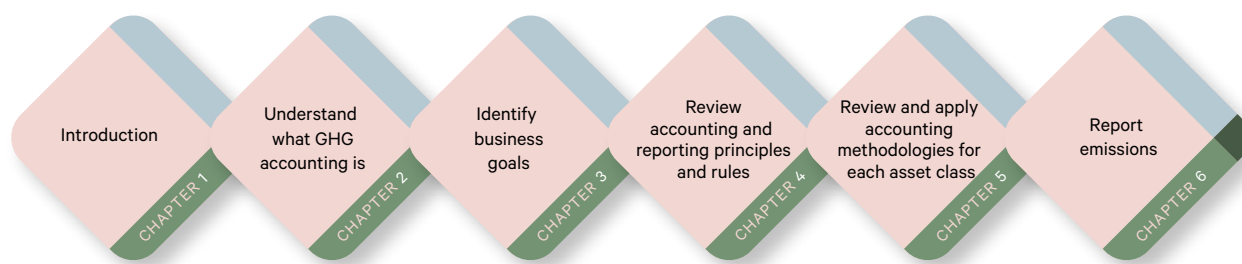 Introduction
CHAPTER 1
Understand
what GHG
accounting is
CHAPTER 2
Identify
business
goals
CHAPTER 3
Review
accounting and
reporting principles
and rules
CHAPTER 4
Review and apply
accounting
methodologies for
each asset class
CHAPTER 5
Report
emissions
CHAPTER 6